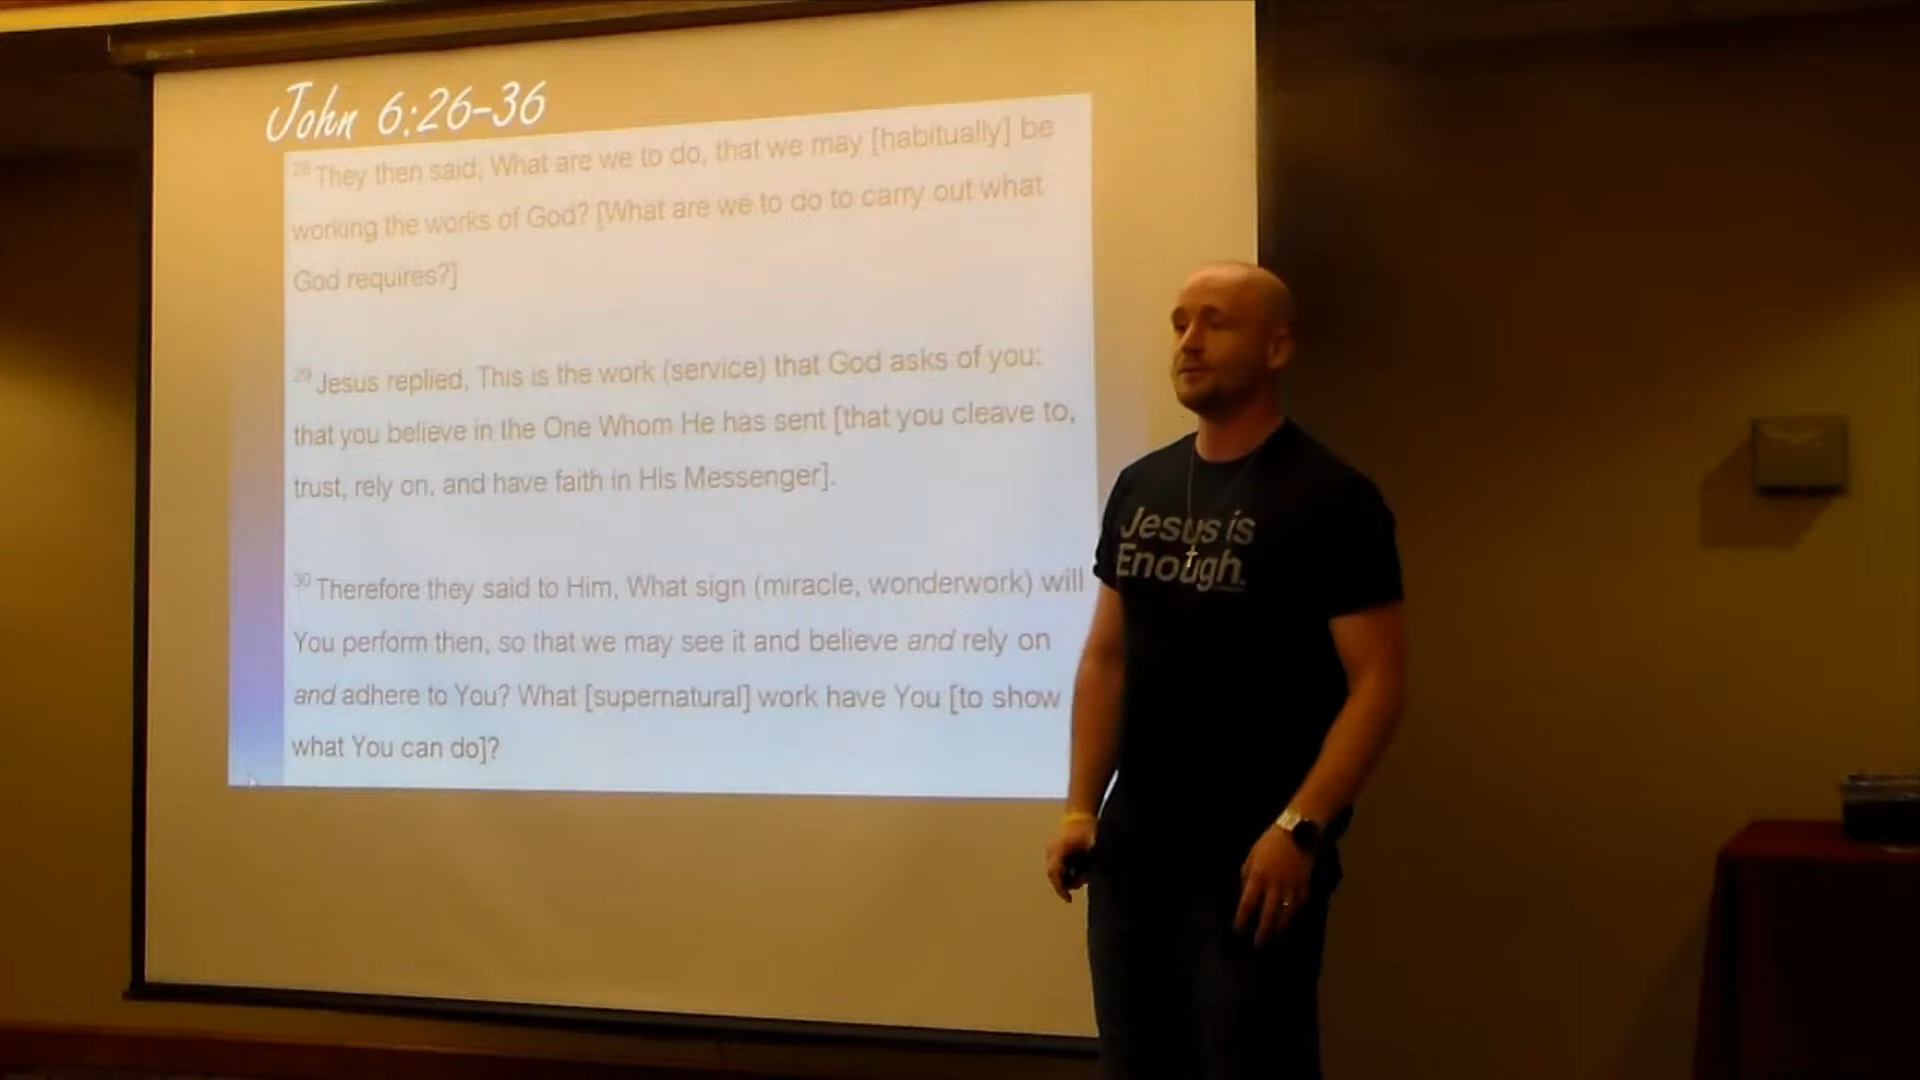 John 6:26-36
28 They then said, What are we to do, that we may [habitually] be
working the works of God? [What are we to do to carry out what
God requires?]
29 Jesus replied, This is the work (service) that God asks of you:
that you believe in the One Whom He has sent [that you cleave to,
trust, rely on, and have faith in His Messenger].
30 Therefore they said to Him, What sign (miracle, wonderwork) will
You perform then, so that we may see it and believe and rely on
and adhere to You? What [supernatural] work have You [to show
what You can do]?
Jesus is
Enough.